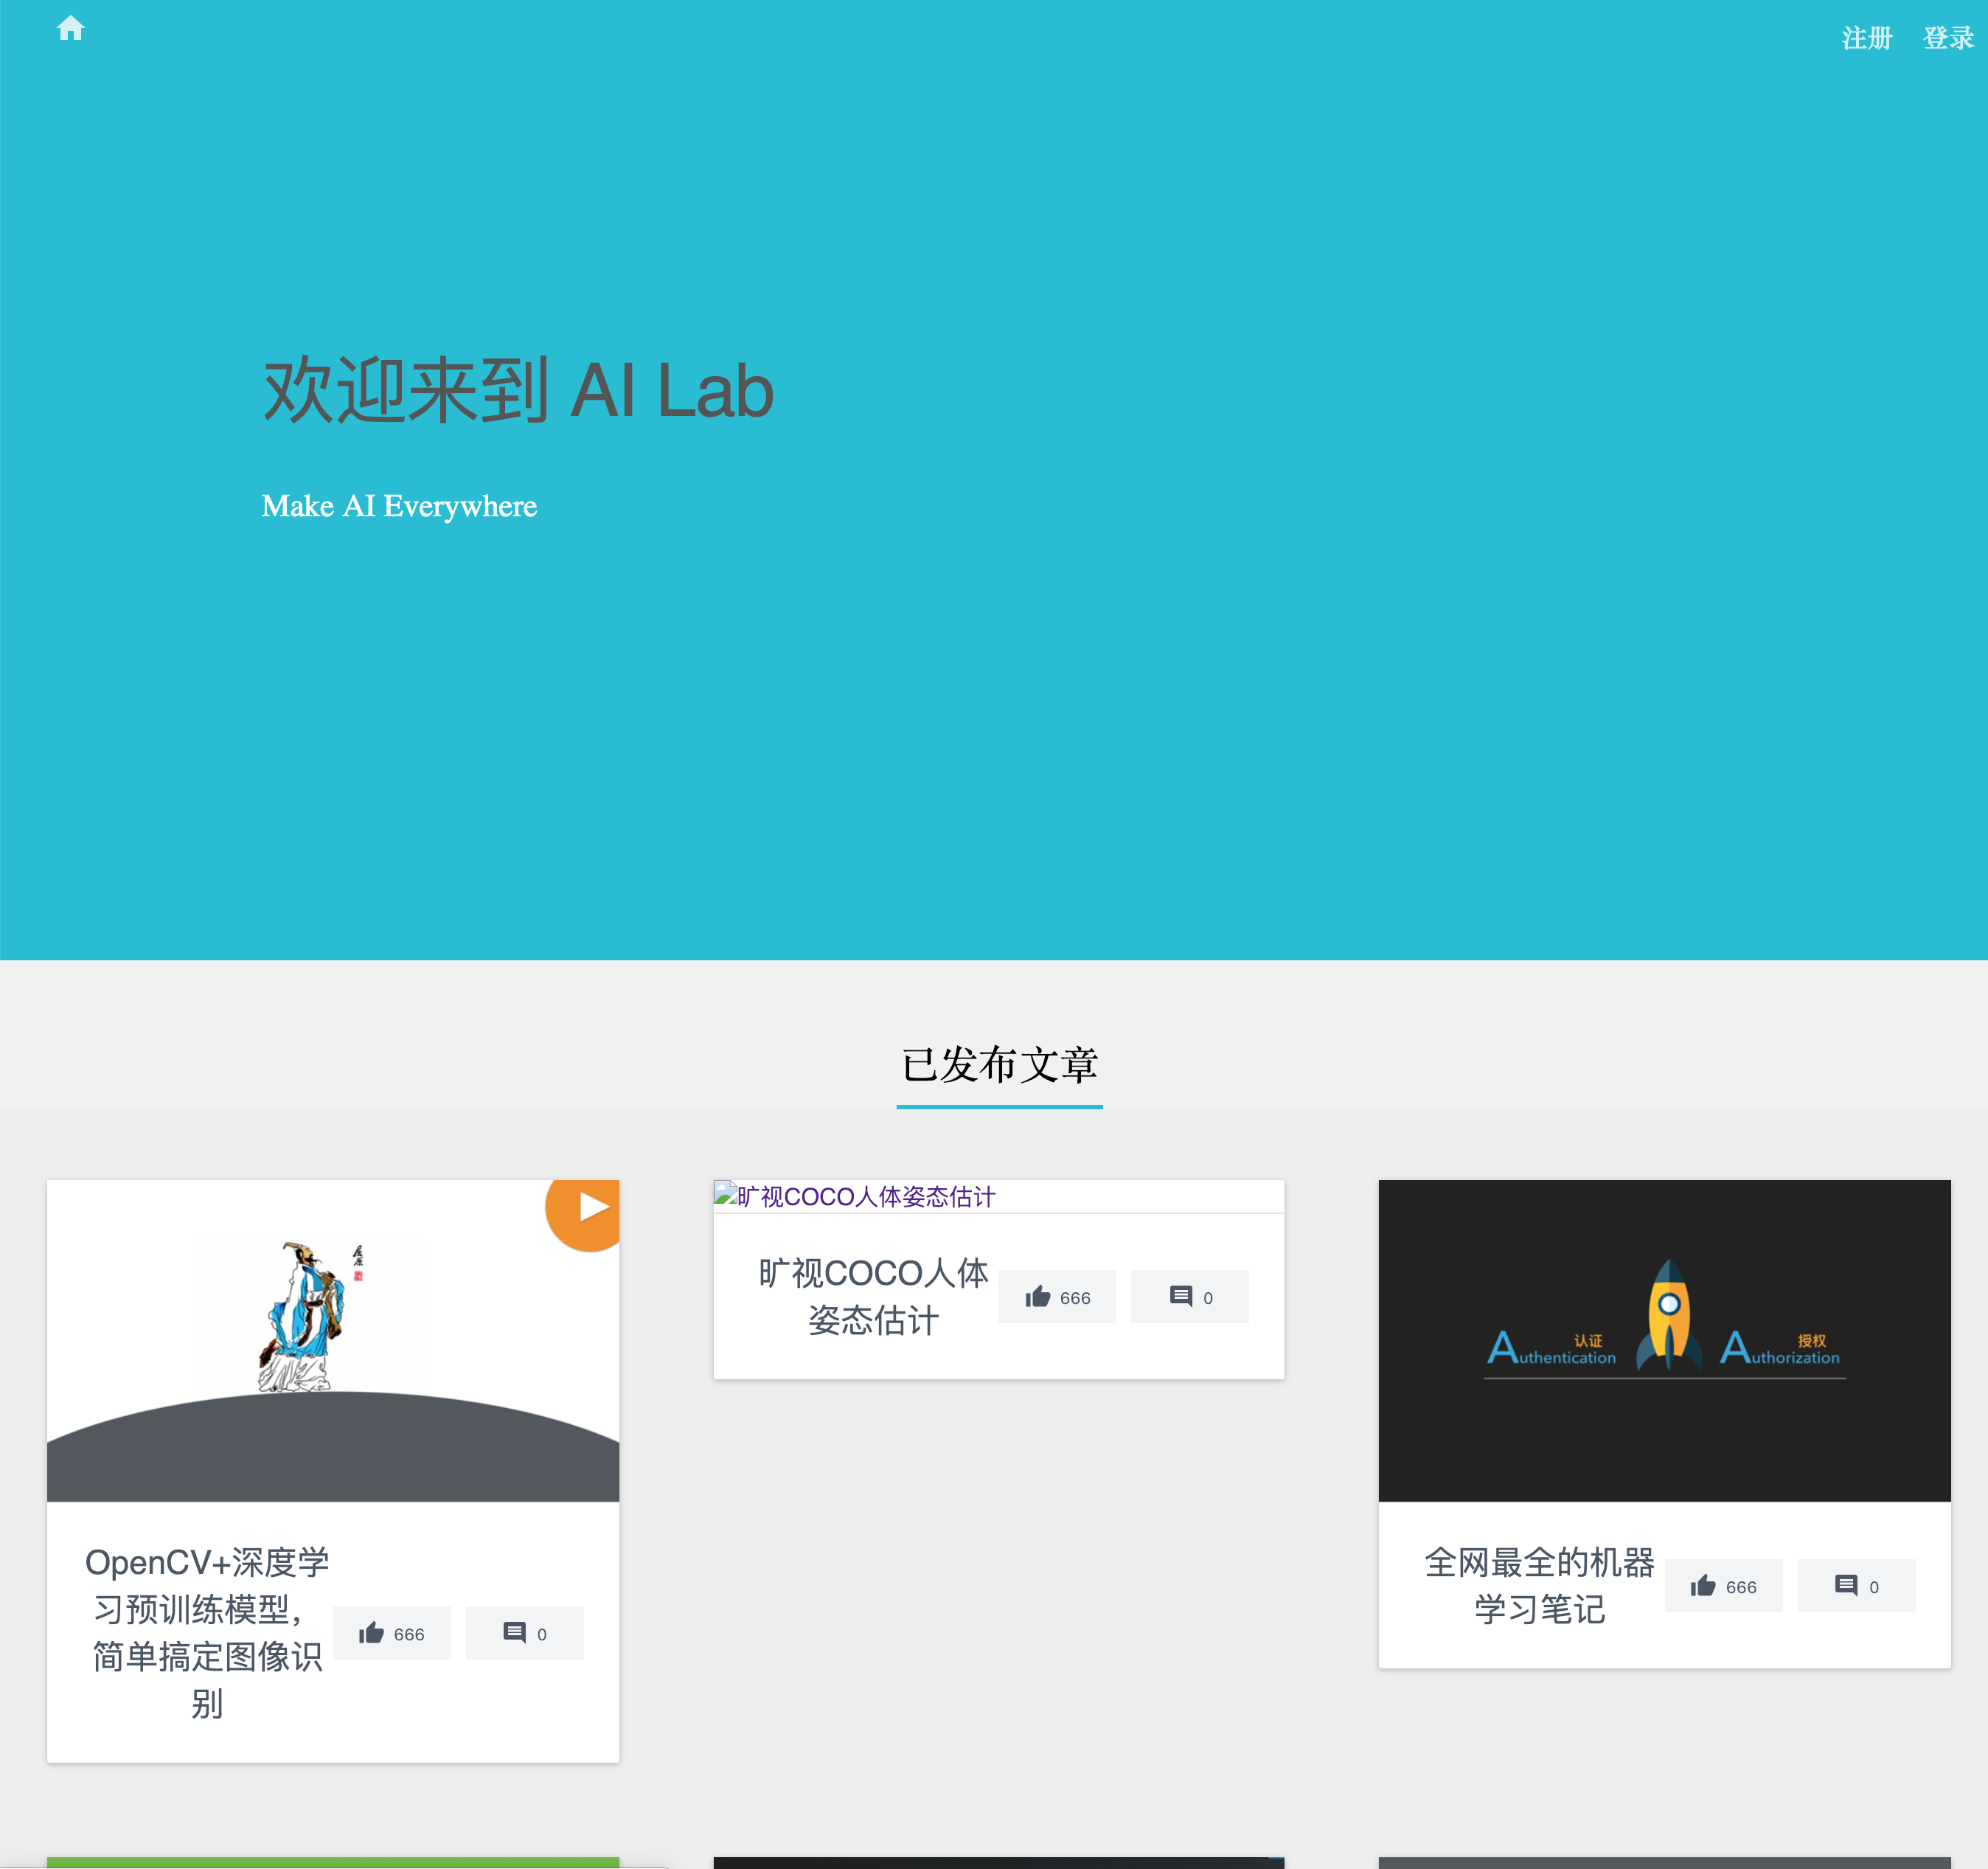 注册 登录
欢迎来到 AI Lab
Make AI Everywhere
已发布文章
旷视COCO人体姿态估计
旷视COCO人体
姿态估计
666
0
认证
Authentication
授权
Authorization
OpenCV+深度学
习预训练模型，
简单搞定图像识
别
666
0
全网最全的机器
学习笔记
666
0